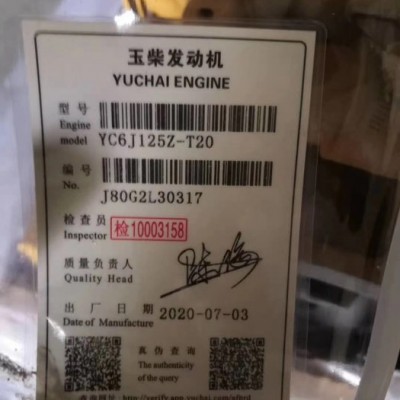 玉柴发动机
YUCHAI ENGINE
型号
Engine model YC6J125Z-T20
编号
No. J80G2L30317
检查员
Inspector 检10003158
质量负责人
Quality Head
出厂日期
Date of Manufacture 2020-07-03
真伪查询
The authenticity
of the query